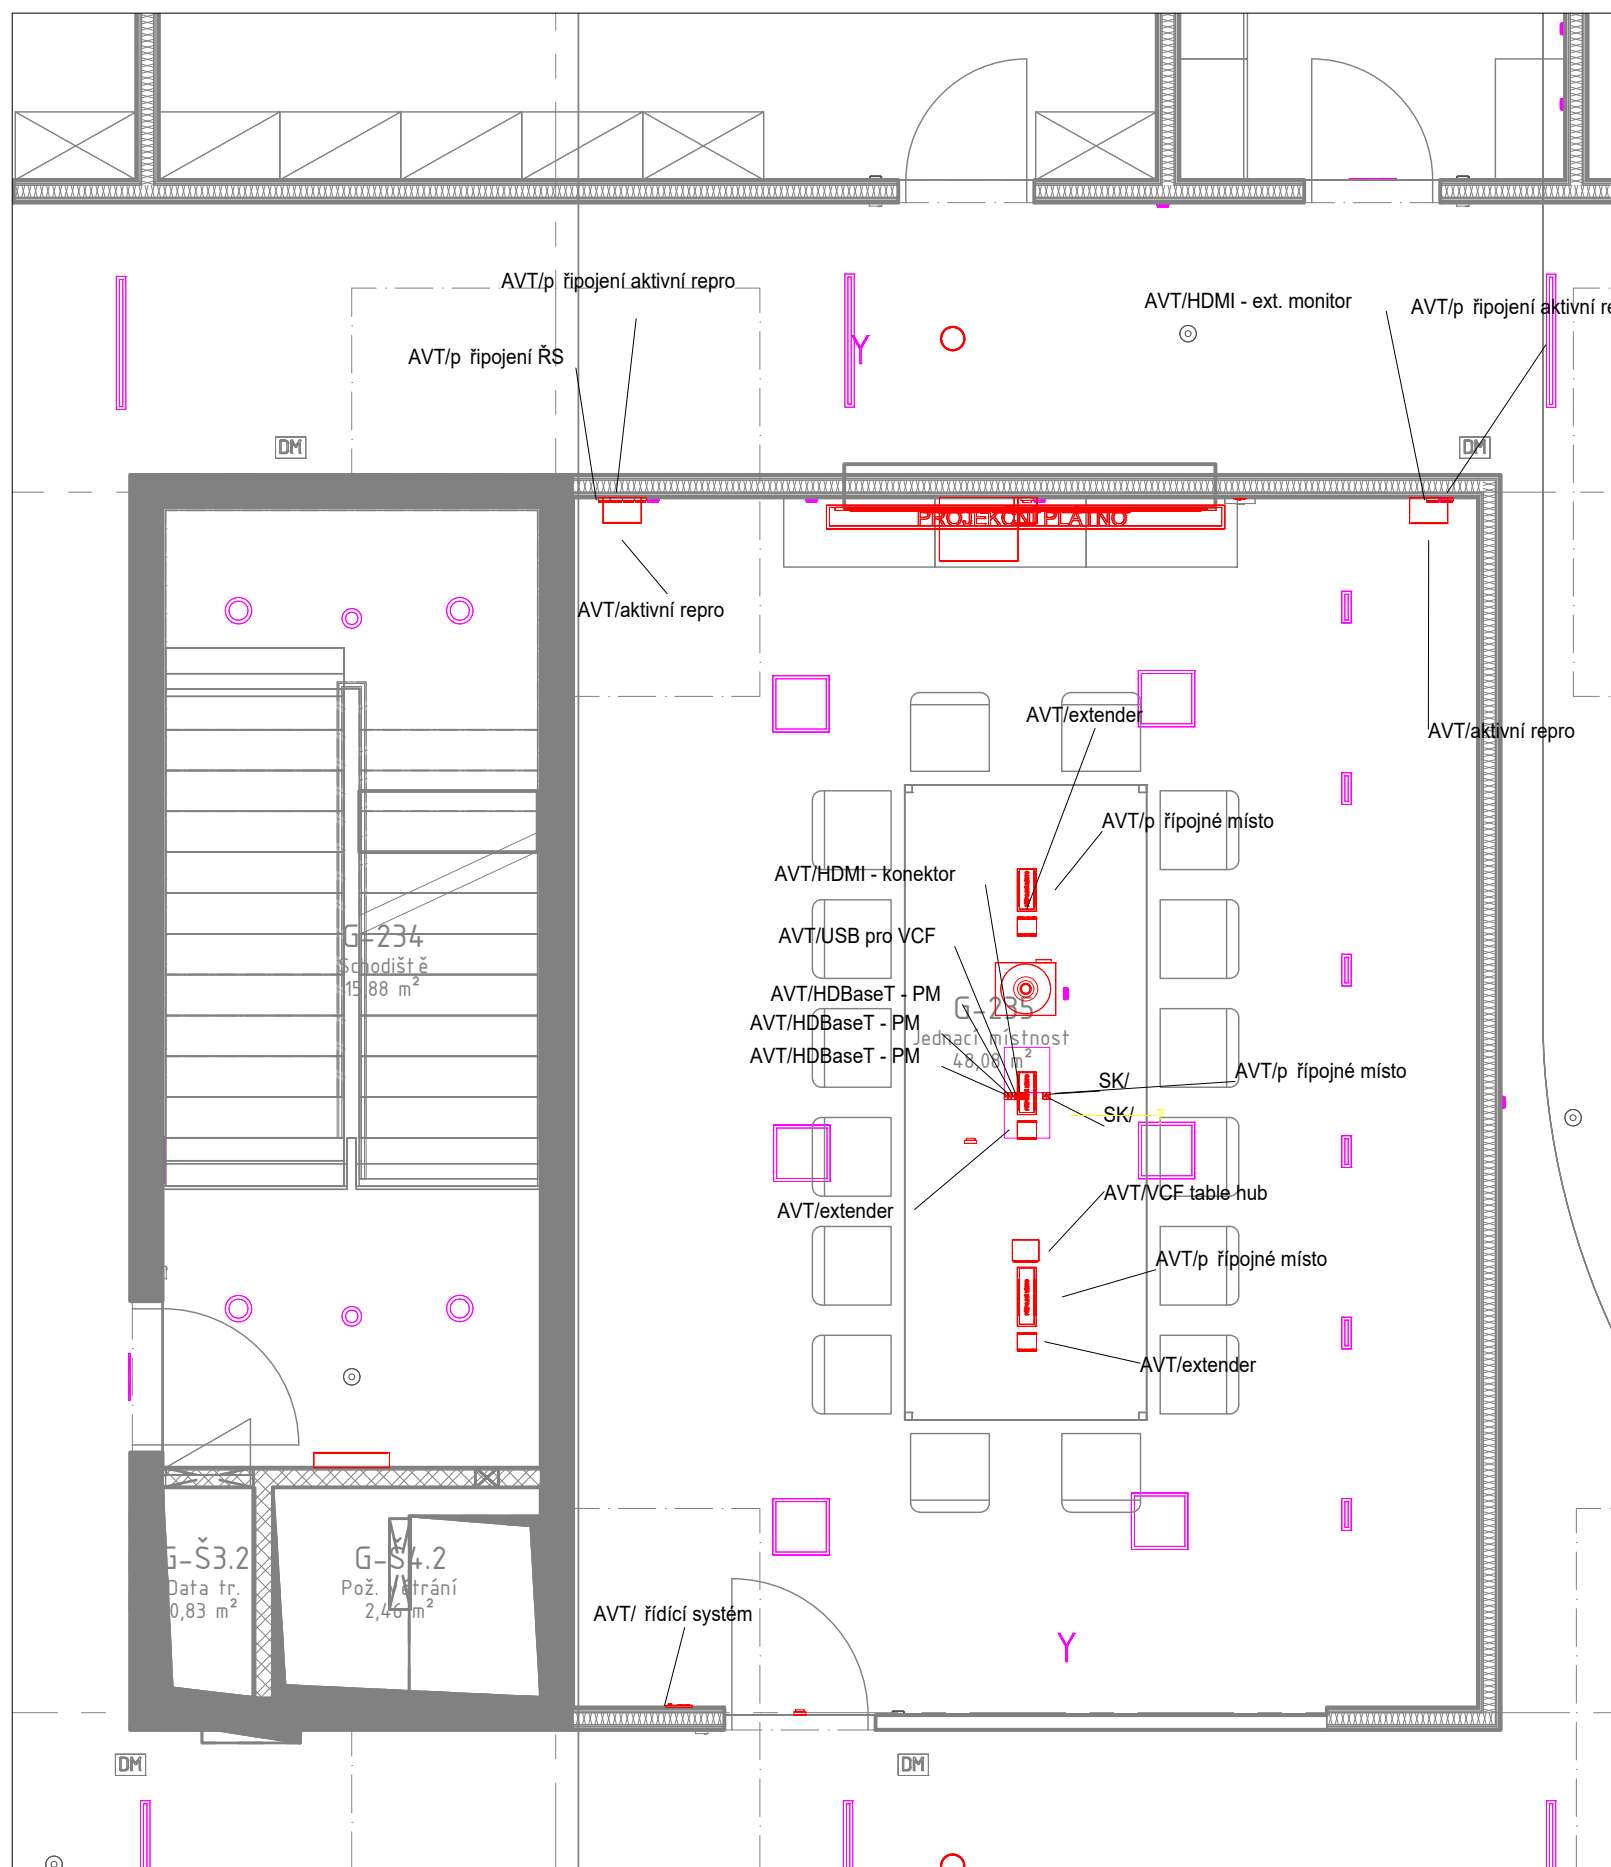 AVT/p řipojení aktivní repro
AVT/HDMI - ext. monitor
AVT/p řipojení aktivní re
Y
AVT/p řipojení ŘS
DM
DM
PROJEKČNÍ PLÁTNO
AVT/aktivní repro
AVT/extender
AVT/aktivní repro
AVT/p řípojné místo
AVT/HDMI - konektor
AVT/USB pro VCF
G-234
Schodišt ě
15,88 m²
AVT/HDBaseT - PM
G-235
AVT/HDBaseT - PM
Jednací místnost
AVT/HDBaseT - PM
48,08 m²
AVT/p řípojné místo
SK/
SK/
?
AVT/VCF table hub
AVT/extender
AVT/p řípojné místo
AVT/extender
G-Š3.2
Data tr.
0,83 m²
G-Š4.2
Pož. větrání
2,46 m²
AVT/ řídící systém
Y
DM
DM